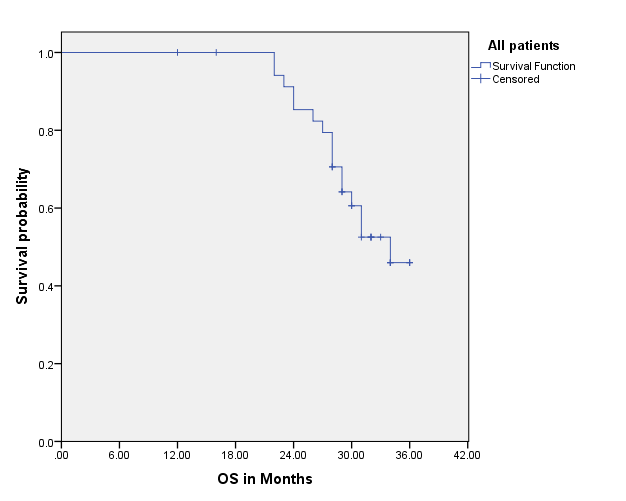 All patients
Survival Function
Censored
1.0
0.8
0.6
0.4
0.2
0.0
Survival probability
.00 6.00 12.00 18.00 24.00 30.00 36.00 42.00
OS in Months